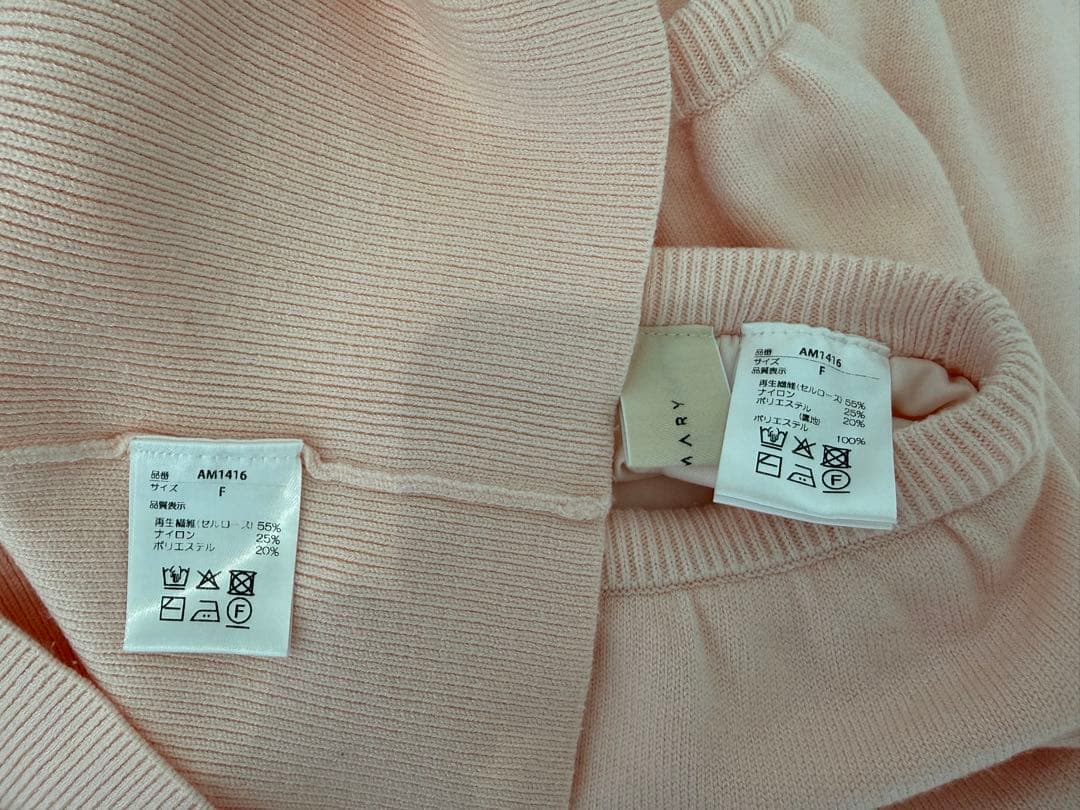 品番 AM1416
サイズ F
品質表示
再生繊維(セルロース) 55%
ナイロン 25%
ポリエステル 20%
F
MARY
品番 AM1416
サイズ F
品質表示
再生繊維(セルロース) 55%
ナイロン 25%
ポリエステル 20%
(裏地)
ポリエステル 100%
F